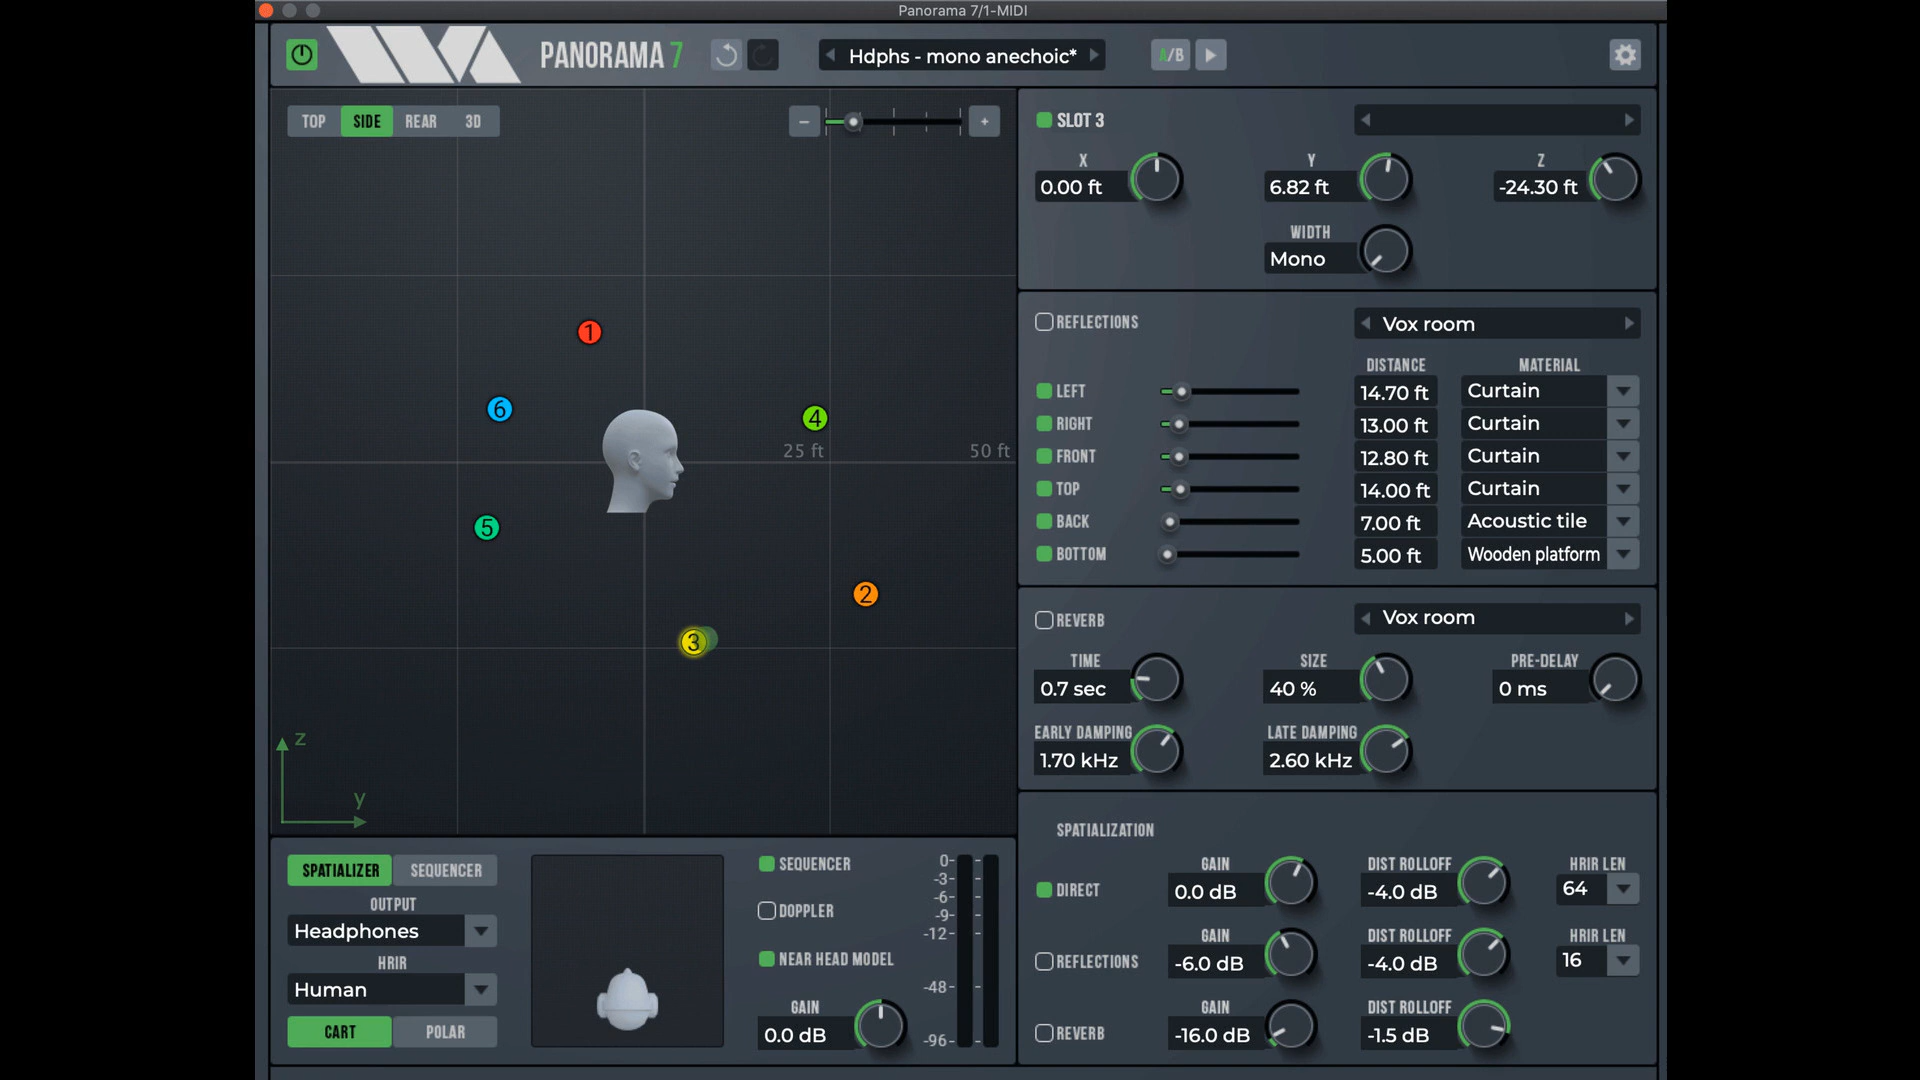 Panorama 7/1-MIDI
PANORAMA 7
Hdphs - mono anechoic*
A/B
TOP SIDE REAR 3D
- +
1
6
4
25 ft 50 ft
5
2
3
z
y
SLOT 3
X Y Z
0.00 ft 6.82 ft -24.30 ft
WIDTH
Mono
REFLECTIONS Vox room
DISTANCE MATERIAL
LEFT 14.70 ft Curtain
RIGHT 13.00 ft Curtain
FRONT 12.80 ft Curtain
TOP 14.00 ft Curtain
BACK 7.00 ft Acoustic tile
BOTTOM 5.00 ft Wooden platform
REVERB Vox room
TIME SIZE PRE-DELAY
0.7 sec 40 % 0 ms
EARLY DAMPING LATE DAMPING
1.70 kHz 2.60 kHz
SPATIALIZATION
GAIN DIST ROLLOFF HRIR LEN
DIRECT 0.0 dB -4.0 dB 64
GAIN DIST ROLLOFF HRIR LEN
REFLECTIONS -6.0 dB -4.0 dB 16
GAIN DIST ROLLOFF
REVERB -16.0 dB -1.5 dB
SPATIALIZER SEQUENCER
OUTPUT
Headphones
HRIR
Human
CART POLAR
SEQUENCER
DOPPLER
NEAR HEAD MODEL
GAIN
0.0 dB
0-
-3-
-6-
-9-
-12-
-48-
-96-